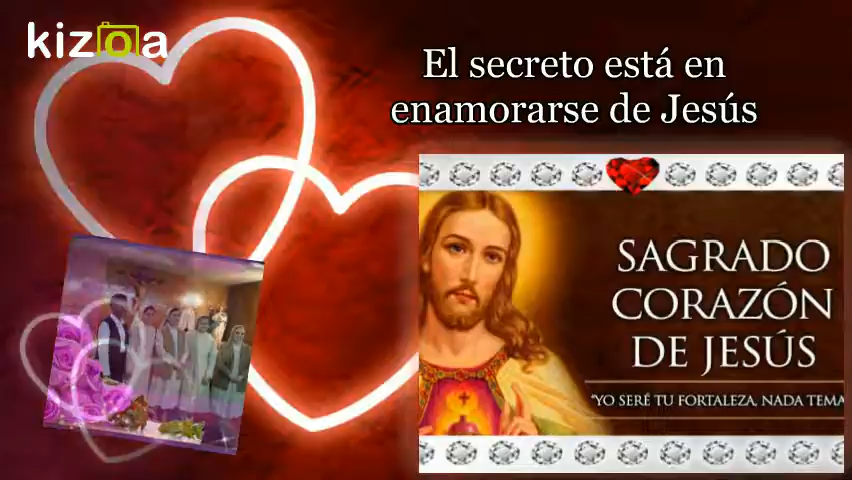 kizoa
El secreto está en
enamorarse de Jesús
SAGRADO
CORAZÓN
DE JESÚS
"YO SERÉ TU FORTALEZA, NADA TEMA